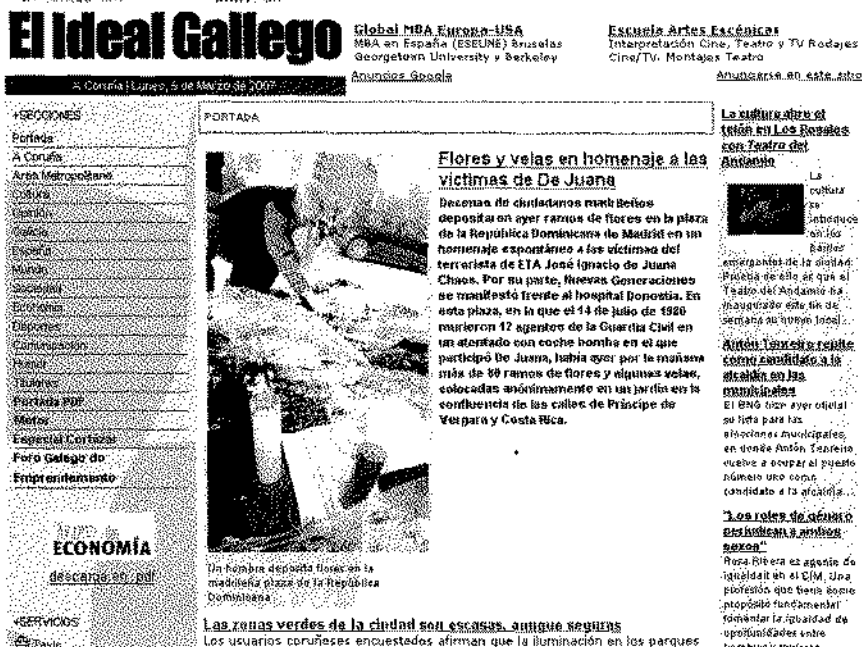 El Ideal Gallego
Global MBA Europa-USA
MBA en España (ESEUNE) Bruselas
Georgetown University y Berkeley
Anuncios Google
Escuela Artes Escénicas
Interpretación Cine, Teatro y TV Rodajes
Cine/TV. Montajes Teatro
Anunciarse en este sitio
A Coruña | Lunes, 5 de Marzo de 2007
+SECCIONES
Portada
A Coruña
Area Metropolitana
Cultura
Opinión
Galicia
España
Mundo
Sociedad
Economía
Deportes
Comunicación
Titulares
Portada PDF
Motor
Especial Cortizas
Foro Galego do
Emprendemento
ECONOMÍA
descarga en .pdf
+SERVICIOS
PORTADA
Flores y velas en homenaje a las
víctimas de De Juana
Decenas de ciudadanos madrileños
depositaron ayer ramos de flores en la plaza
de la República Dominicana de Madrid en un
homenaje espontáneo a las víctimas del
terrorista de ETA José Ignacio de Juana
Chaos. Por su parte, Nuevas Generaciones
se manifestó frente al hospital Donostia. En
esta plaza, en la que el 14 de julio de 1986
murieron 12 agentes de la Guardia Civil en
un atentado con coche bomba en el que
participó De Juana, había ayer por la mañana
más de 60 ramos de flores y algunas velas,
colocadas anónimamente en un jardín en la
confluencia de las calles de Príncipe de
Vergara y Costa Rica.
Un hombre deposita flores en la
madrileña plaza de la República
Dominicana
Las zonas verdes de la ciudad son escasas, aunque seguras
Los usuarios coruñeses encuestados afirman que la iluminación en los parques
La cultura abre el
telón en Los Rosales
con Teatro del
Andamio
La
cultura
se
introduce
en los
barrios
emergentes de la ciudad.
Prueba de ello es que el
Teatro del Andamio ha
inaugurado este fin de
semana su nuevo local...
Antón Tenreiro repite
como candidato a la
alcaldía en las
municipales
El BNG hizo ayer oficial
su lista para las
elecciones municipales,
en donde Antón Tenreiro
vuelve a ocupar el puesto
número uno como
candidato a la alcaldía...
"Los roles de género
perjudican a ambos
sexos"
Rosa Ribera es agente de
igualdad en el CIM. Una
profesión que tiene como
propósito fundamental
fomentar la igualdad de
oportunidades entre